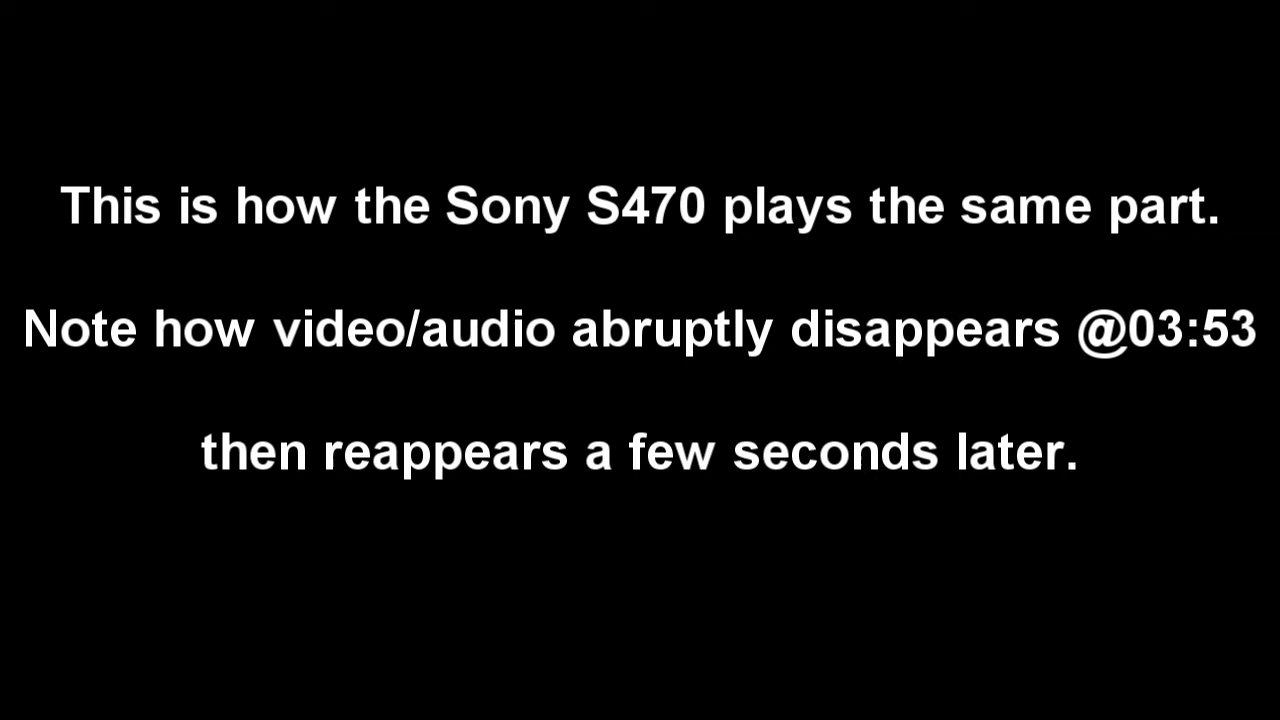 This is how the Sony S470 plays the same part.
Note how video/audio abruptly disappears @03:53
then reappears a few seconds later.